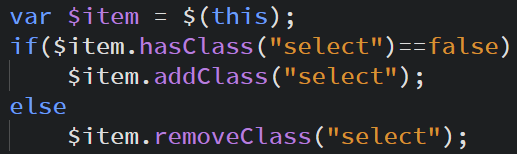 var $item = $(this);
if($item.hasClass("select")==false)
    $item.addClass("select");
else
    $item.removeClass("select");